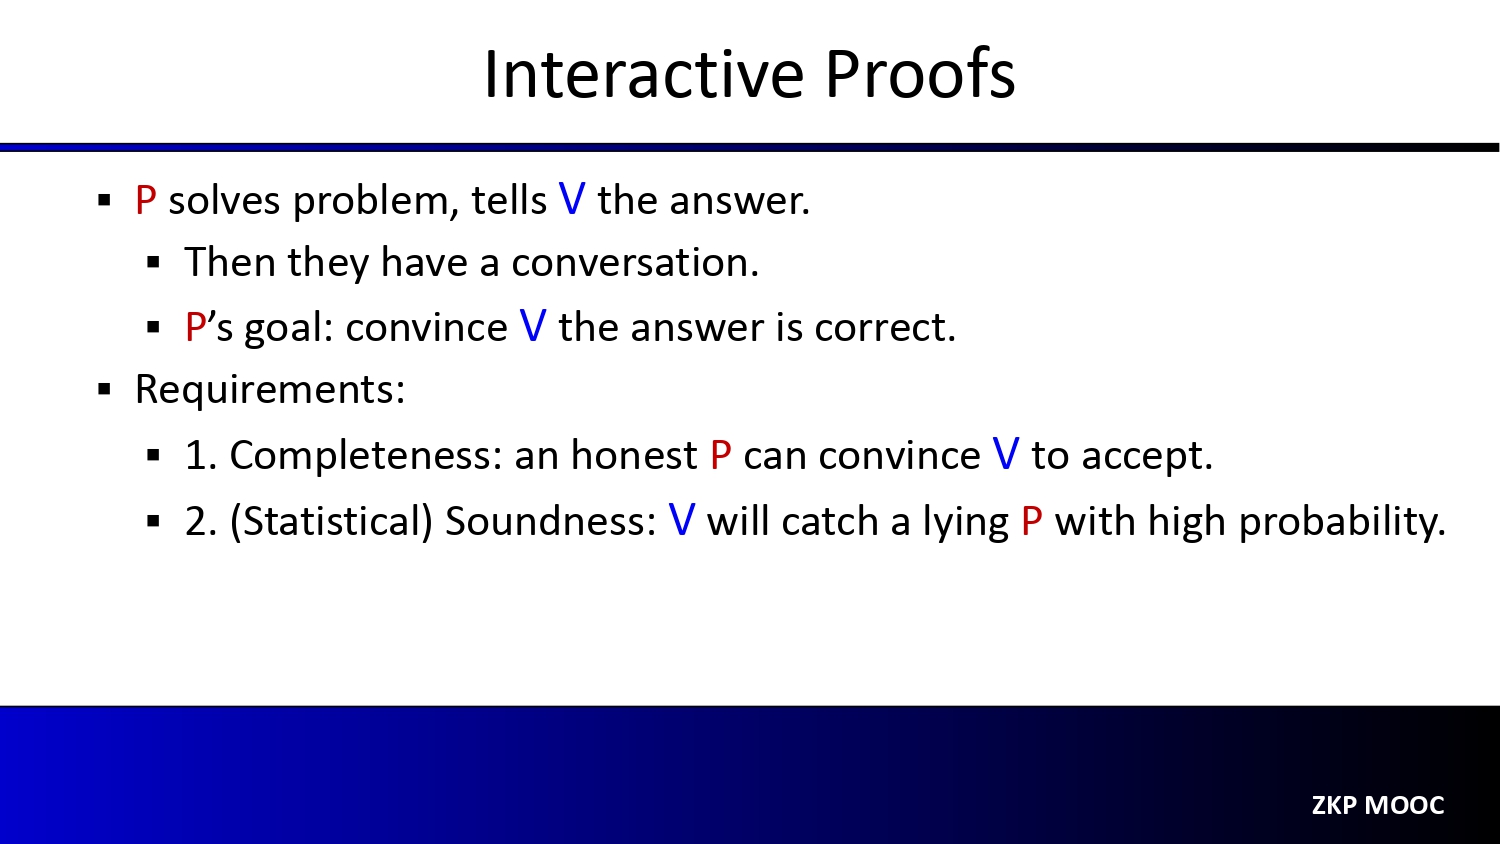 Interactive Proofs
▪ P solves problem, tells V the answer.
▪ Then they have a conversation.
▪ P’s goal: convince V the answer is correct.
▪ Requirements:
▪ 1. Completeness: an honest P can convince V to accept.
▪ 2. (Statistical) Soundness: V will catch a lying P with high probability.
ZKP MOOC